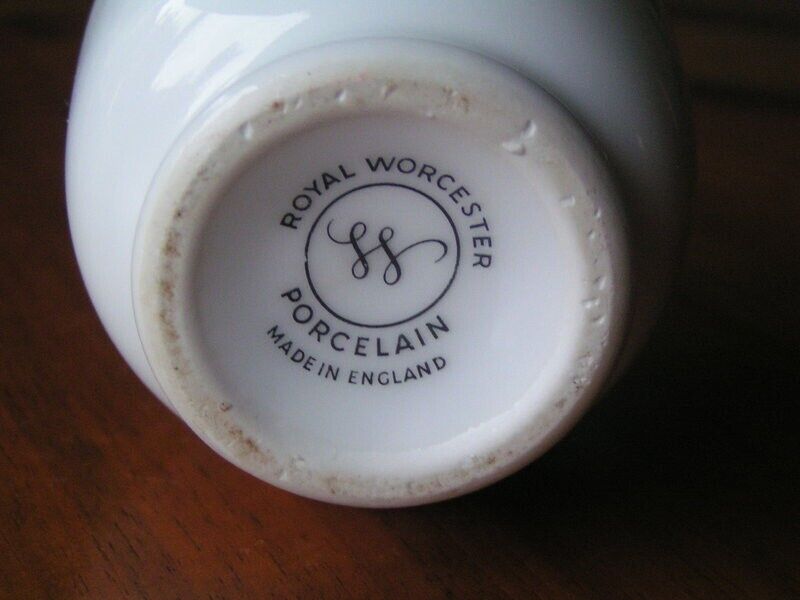 ROYAL WORCESTER
W
PORCELAIN
MADE IN ENGLAND